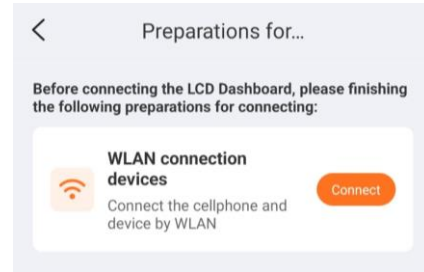 Preparations for...
Before connecting the LCD Dashboard, please finishing
the following preparations for connecting:
WLAN connection
devices
Connect the cellphone and
device by WLAN
Connect